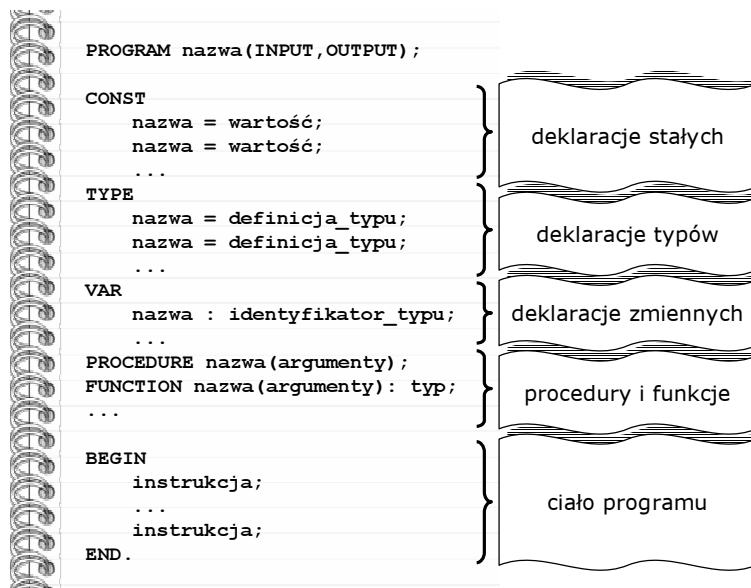 PROGRAM nazwa(INPUT,OUTPUT);
CONST
nazwa = wartość;
nazwa = wartość;
...
deklaracje stałych
TYPE
nazwa = definicja_typu;
nazwa = definicja_typu;
...
deklaracje typów
VAR
nazwa : identyfikator_typu;
...
deklaracje zmiennych
PROCEDURE nazwa(argumenty);
FUNCTION nazwa(argumenty): typ;
...
procedury i funkcje
BEGIN
instrukcja;
...
instrukcja;
END.
ciało programu